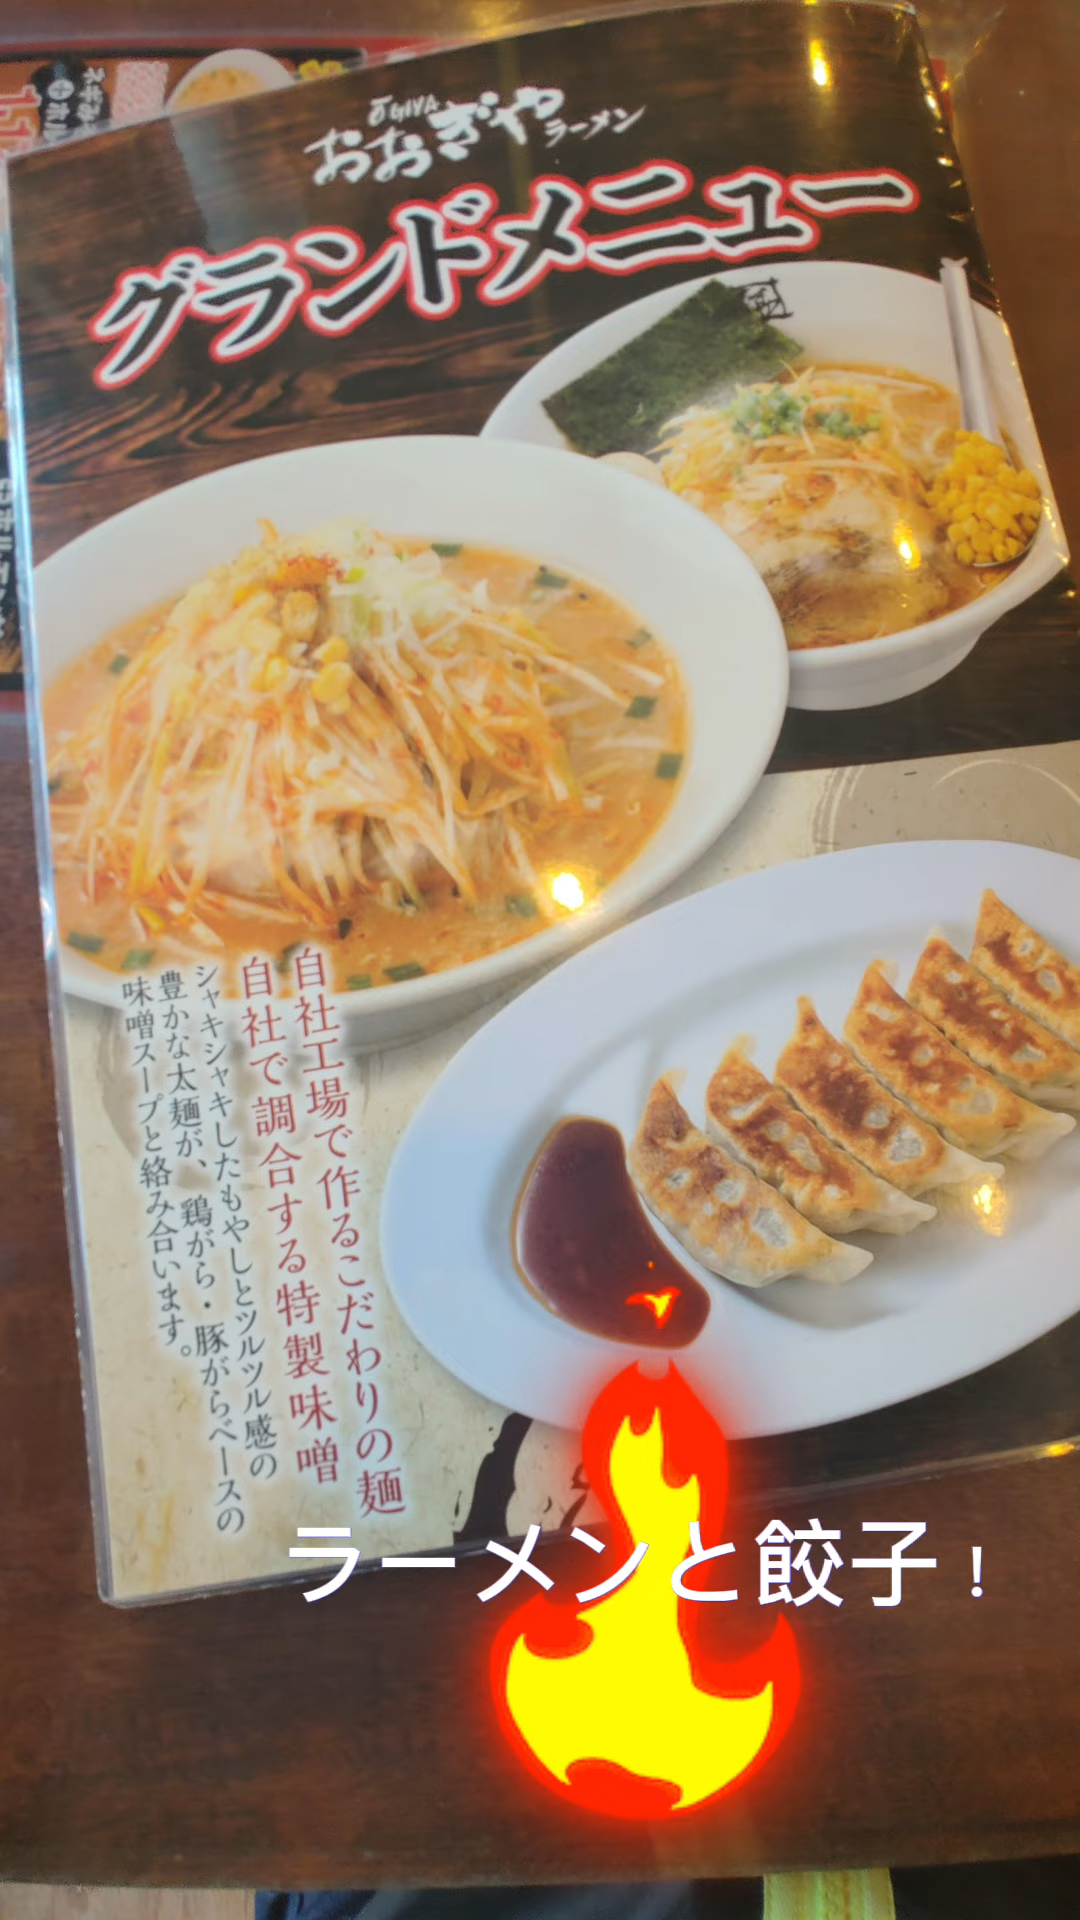 ŌGIYA
おおぎやラーメン
グランドメニュー
自社工場で作るこだわりの麺
自社で調合する特製味噌
シャキシャキしたもやしとツルツル感の
豊かな太麺が、鶏がら・豚がらベースの
味噌スープと絡み合います。
ラーメンと餃子！